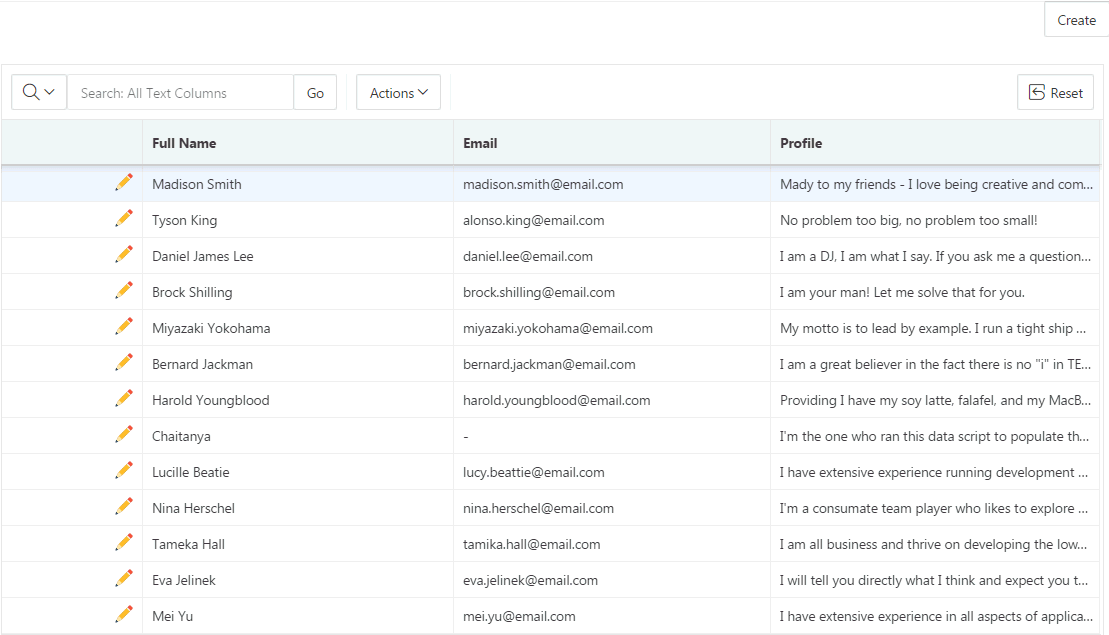 Create
Search: All Text Columns Go Actions Reset
Full Name Email Profile
Madison Smith madison.smith@email.com Mady to my friends - I love being creative and com...
Tyson King alonso.king@email.com No problem too big, no problem too small!
Daniel James Lee daniel.lee@email.com I am a DJ, I am what I say. If you ask me a question...
Brock Shilling brock.shilling@email.com I am your man! Let me solve that for you.
Miyazaki Yokohama miyazaki.yokohama@email.com My motto is to lead by example. I run a tight ship ...
Bernard Jackman bernard.jackman@email.com I am a great believer in the fact there is no "i" in TE...
Harold Youngblood harold.youngblood@email.com Providing I have my soy latte, falafel, and my MacB...
Chaitanya - I'm the one who ran this data script to populate th...
Lucille Beatie lucy.beattie@email.com I have extensive experience running development ...
Nina Herschel nina.herschel@email.com I'm a consumate team player who likes to explore ...
Tameka Hall tamika.hall@email.com I am all business and thrive on developing the low...
Eva Jelinek eva.jelinek@email.com I will tell you directly what I think and expect you t...
Mei Yu mei.yu@email.com I have extensive experience in all aspects of applica...